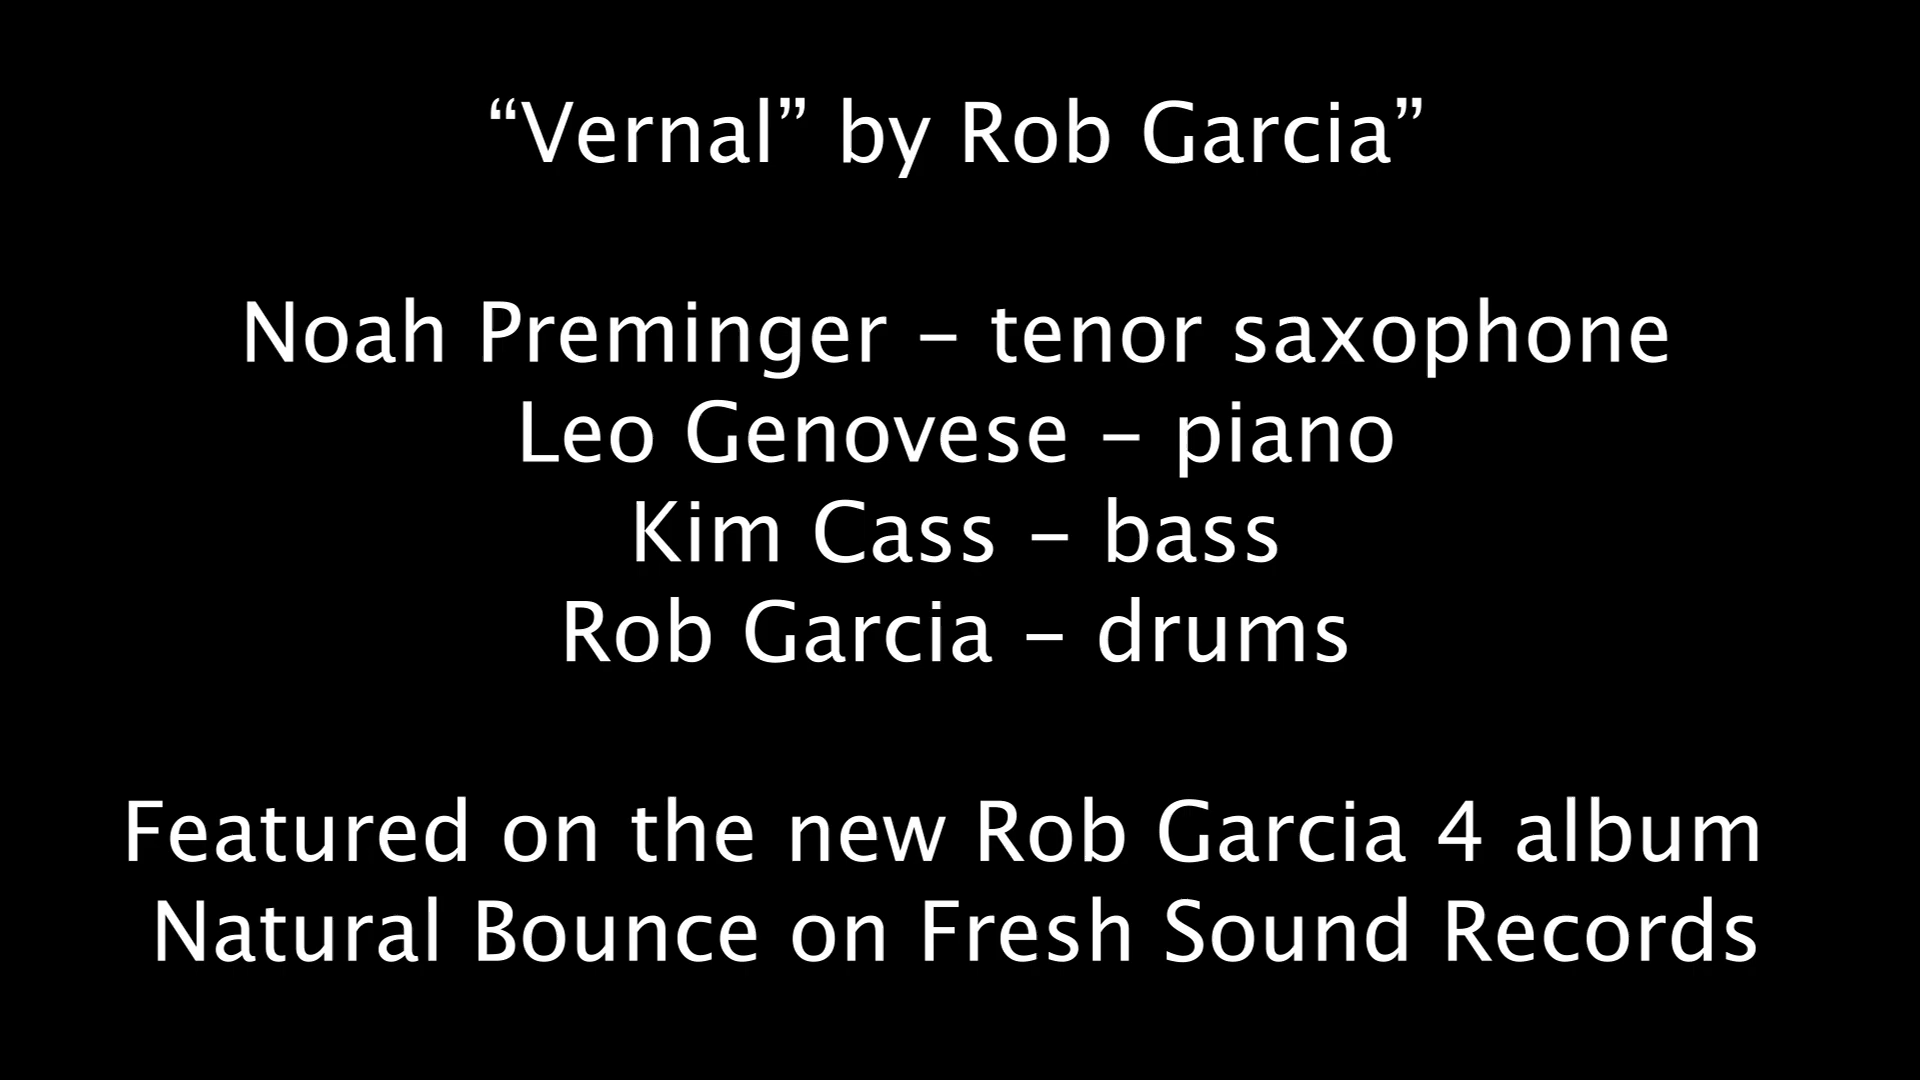 “Vernal” by Rob Garcia”
Noah Preminger – tenor saxophone
Leo Genovese – piano
Kim Cass – bass
Rob Garcia – drums
Featured on the new Rob Garcia 4 album
Natural Bounce on Fresh Sound Records